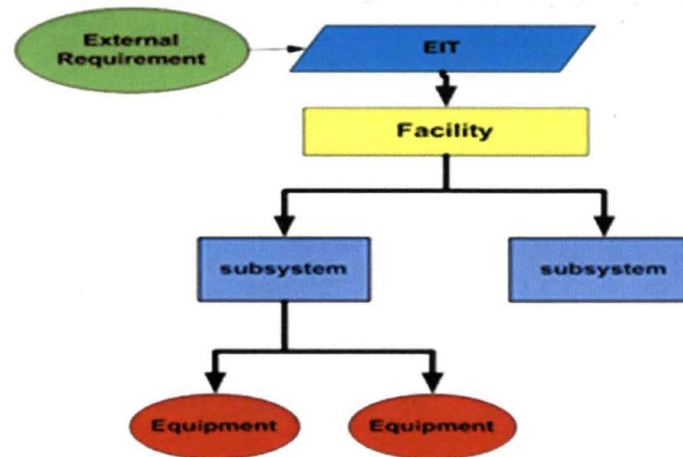 External
Requirement
EIT
Facility
subsystem
subsystem
Equipment
Equipment